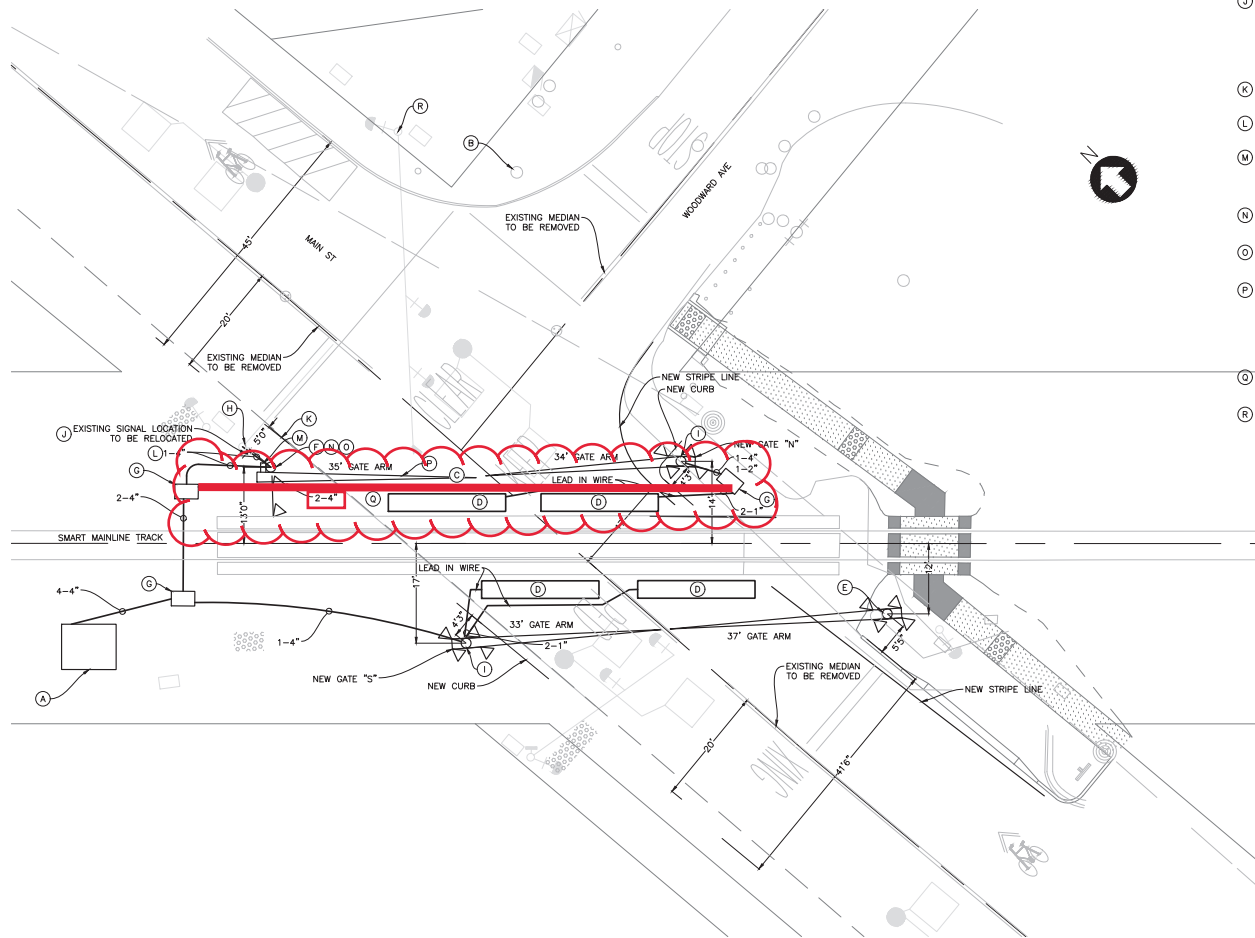 J
R
B
K
L
M
N
O
P
Q
R
N
STOP
WOODWARD AVE
EXISTING MEDIAN
TO BE REMOVED
45'
MAIN ST
20'
EXISTING MEDIAN
TO BE REMOVED
CLEAR
KEEP
NEW STRIPE LINE
NEW CURB
H
K
J EXISTING SIGNAL LOCATION
TO BE RELOCATED
5'0"
M
F N O
I
NEW GATE "N"
L 1-4"
35' GATE ARM
P
34' GATE ARM
1-4"
1-2"
G
C
LEAD IN WIRE
4'3"
2-4"
2-4"
Q
D
D
G
2-1"
13'0"
14'
SMART MAINLINE TRACK
17'
12'
LEAD IN WIRE
G
D
D
E
4-4"
4'3"
33' GATE ARM
37' GATE ARM
1-4"
2-1"
5'5"
A
NEW GATE "S"
I
NEW CURB
EXISTING MEDIAN
TO BE REMOVED
NEW STRIPE LINE
20'
41'6"